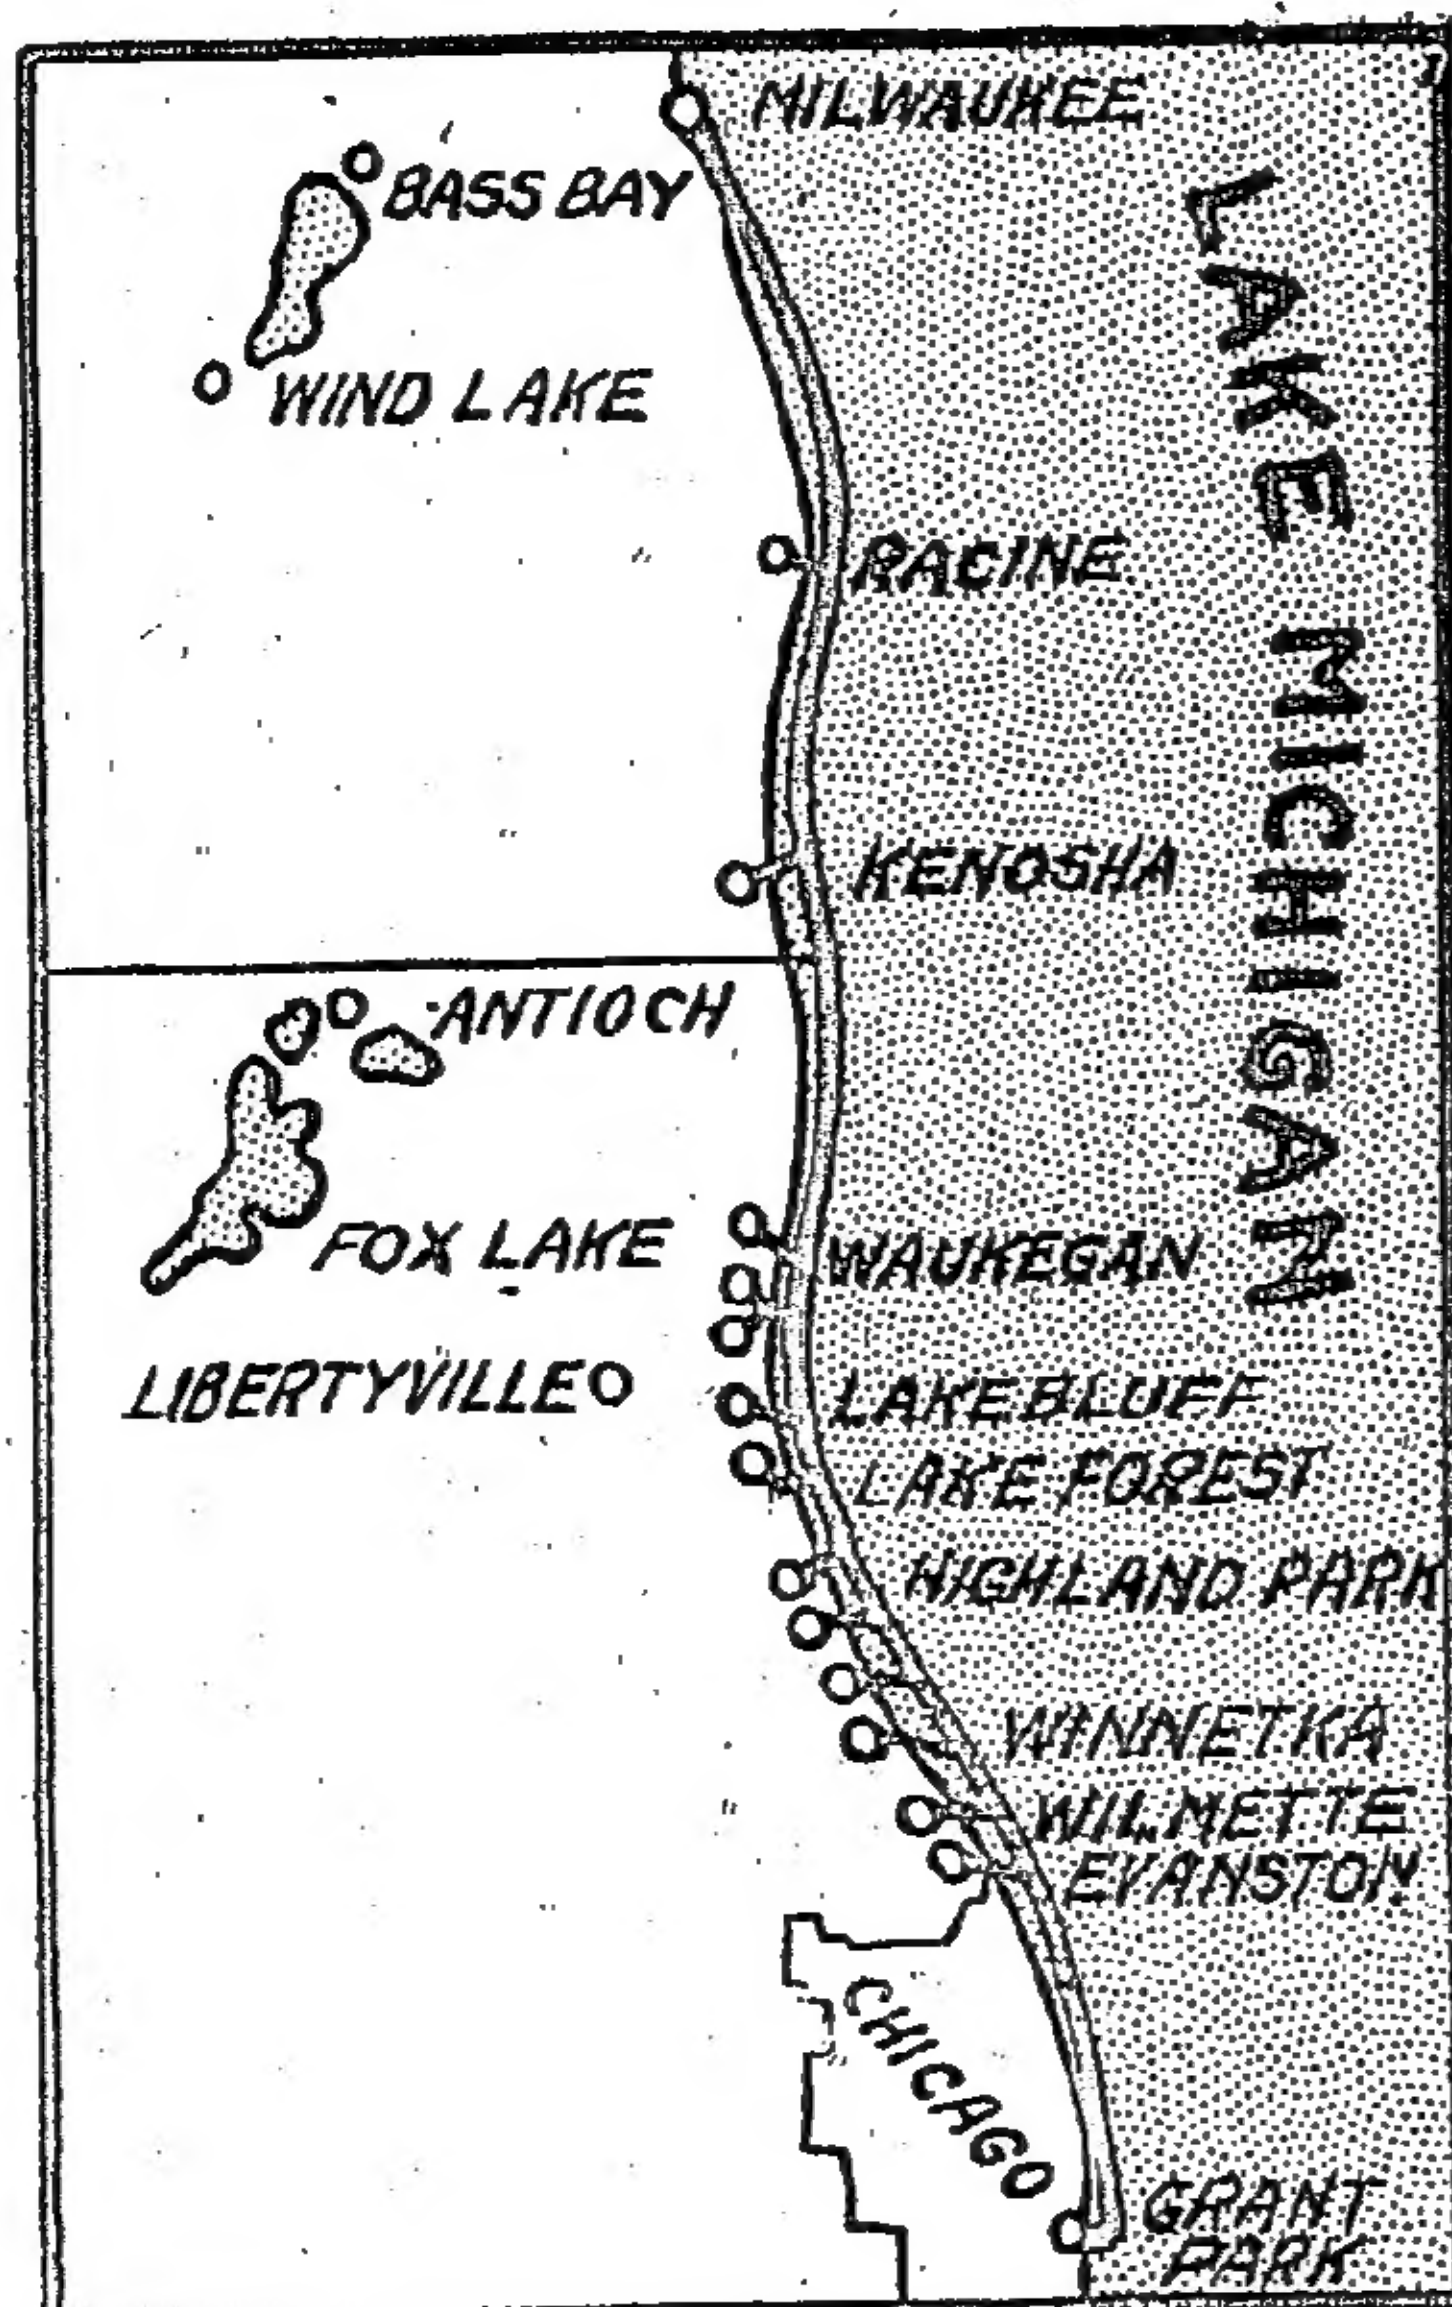 MILWAUKEE
BASS BAY
WIND LAKE
LAKE MICHIGAN
RACINE
KENOSHA
ANTIOCH
FOX LAKE
WAUKEGAN
LIBERTYVILLE
LAKE BLUFF
LAKE FOREST
HIGHLAND PARK
WINNETKA
WILMETTE
EVANSTON
CHICAGO
GRANT
PARK